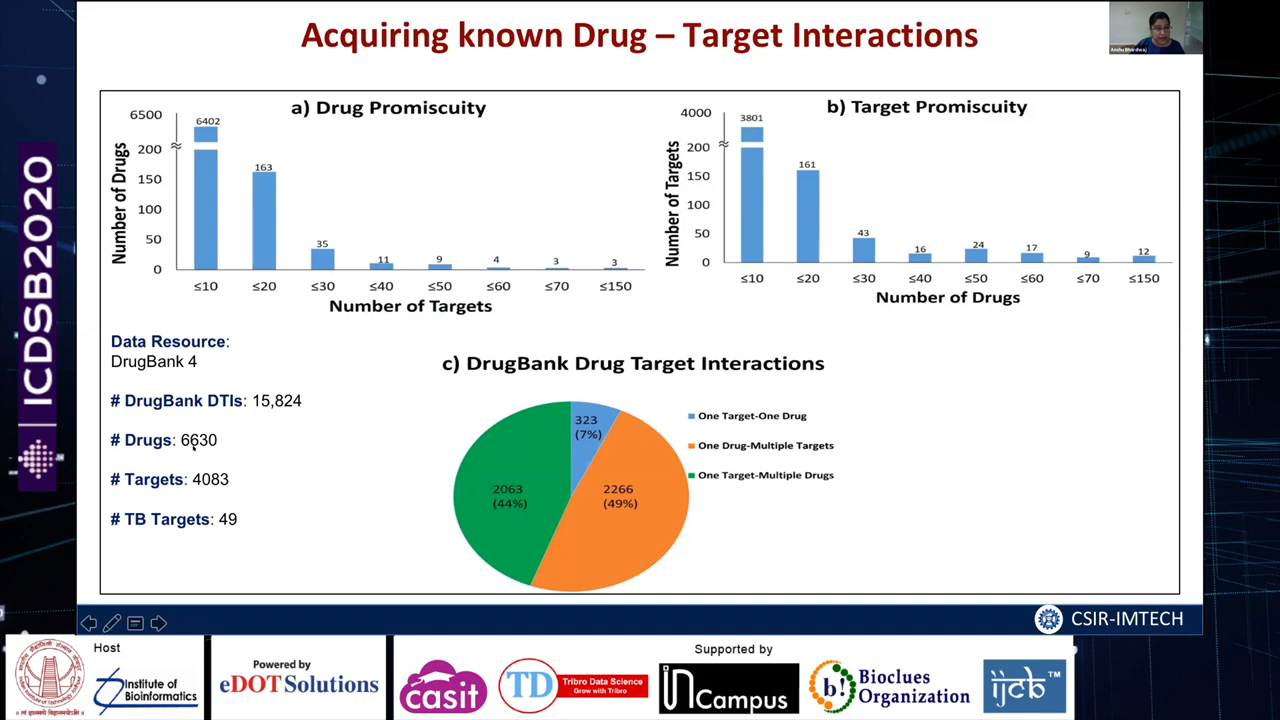 Acquiring known Drug – Target Interactions
Anshu Bhardwaj
ICDSB2020
a) Drug Promiscuity
Number of Drugs
6500
200
150
100
50
0
6402
163
35
11
9
4
3
3
≤10 ≤20 ≤30 ≤40 ≤50 ≤60 ≤70 ≤150
Number of Targets
b) Target Promiscuity
Number of Targets
4000
200
150
100
50
0
3801
161
43
16
24
17
9
12
≤10 ≤20 ≤30 ≤40 ≤50 ≤60 ≤70 ≤150
Number of Drugs
Data Resource:
DrugBank 4
# DrugBank DTIs: 15,824
# Drugs: 6630
# Targets: 4083
# TB Targets: 49
c) DrugBank Drug Target Interactions
323
(7%)
2266
(49%)
2063
(44%)
One Target-One Drug
One Drug-Multiple Targets
One Target-Multiple Drugs
CSIR-IMTECH
Host
Institute of
Bioinformatics
Powered by
eDOT Solutions
Supported by
casit
TD
Tribro Data Science
Grow with Tribro
inCampus
b!
Bioclues
Organization
ijcb™